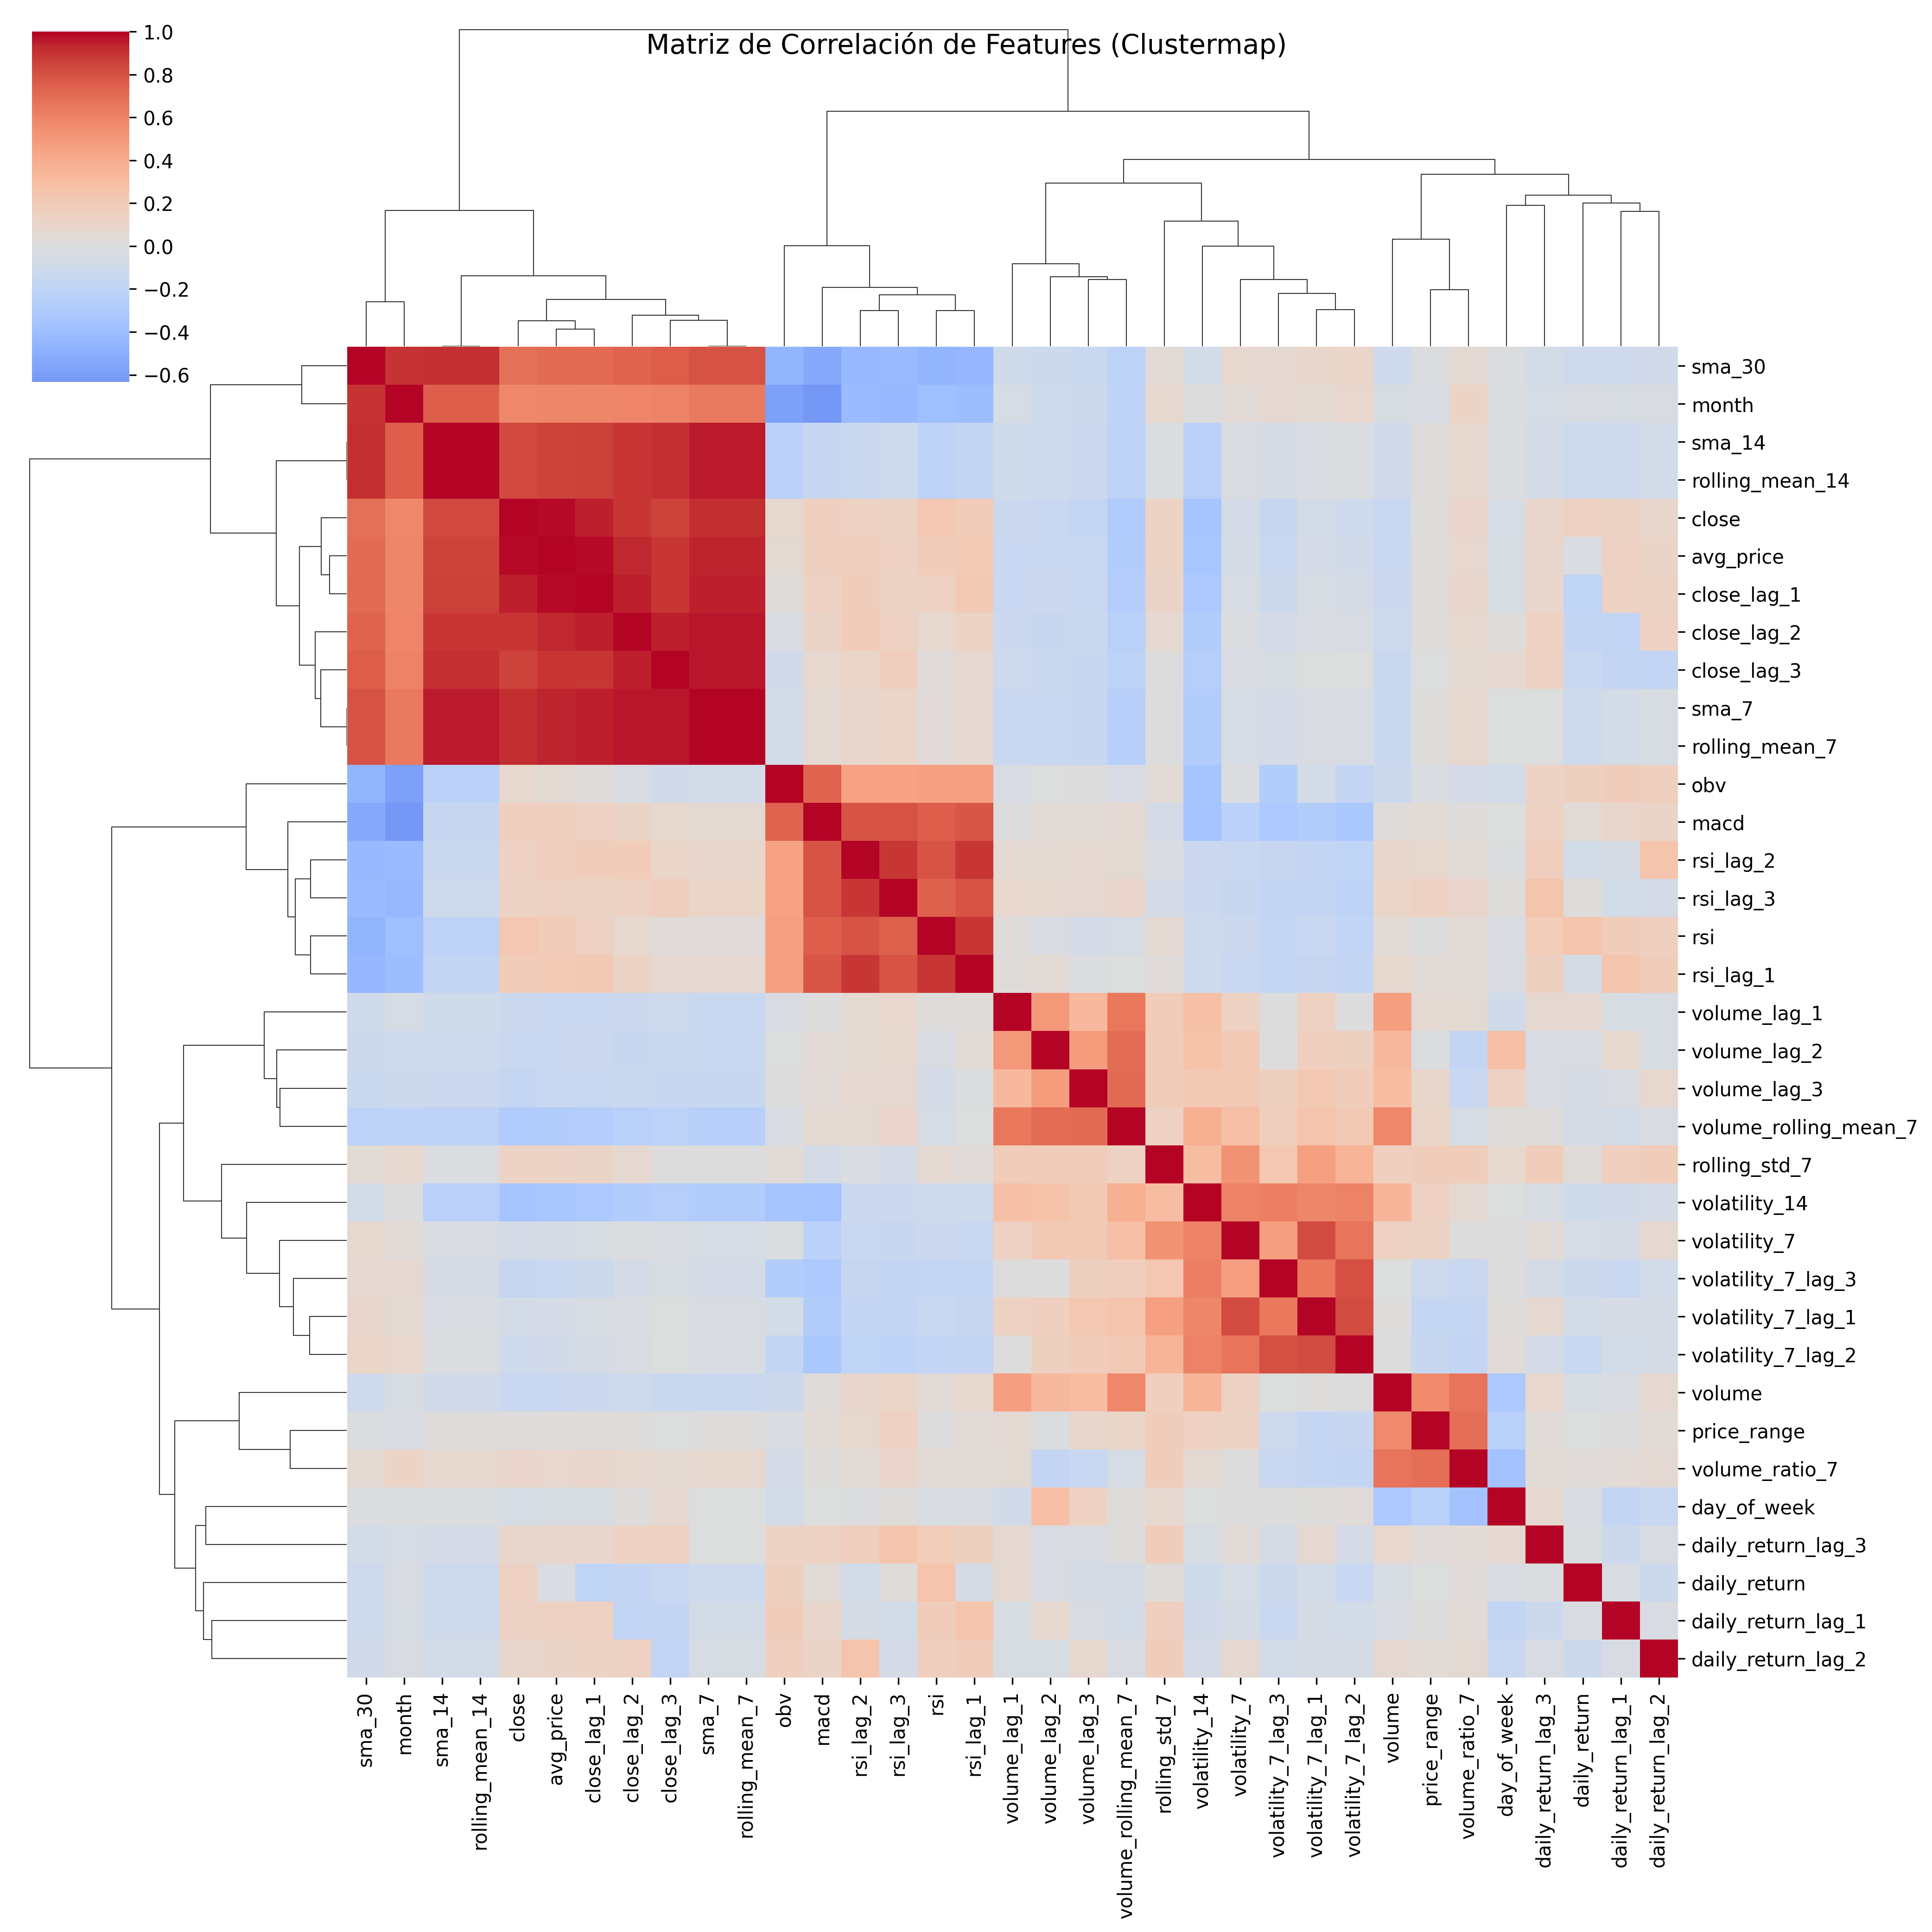 Matriz de Correlación de Features (Clustermap)
1.0
0.8
0.6
0.4
0.2
0.0
−0.2
−0.4
−0.6
sma_30
month
sma_14
rolling_mean_14
close
avg_price
close_lag_1
close_lag_2
close_lag_3
sma_7
rolling_mean_7
obv
macd
rsi_lag_2
rsi_lag_3
rsi
rsi_lag_1
volume_lag_1
volume_lag_2
volume_lag_3
volume_rolling_mean_7
rolling_std_7
volatility_14
volatility_7
volatility_7_lag_3
volatility_7_lag_1
volatility_7_lag_2
volume
price_range
volume_ratio_7
day_of_week
daily_return_lag_3
daily_return
daily_return_lag_1
daily_return_lag_2
sma_30
month
sma_14
rolling_mean_14
close
avg_price
close_lag_1
close_lag_2
close_lag_3
sma_7
rolling_mean_7
obv
macd
rsi_lag_2
rsi_lag_3
rsi
rsi_lag_1
volume_lag_1
volume_lag_2
volume_lag_3
volume_rolling_mean_7
rolling_std_7
volatility_14
volatility_7
volatility_7_lag_3
volatility_7_lag_1
volatility_7_lag_2
volume
price_range
volume_ratio_7
day_of_week
daily_return_lag_3
daily_return
daily_return_lag_1
daily_return_lag_2